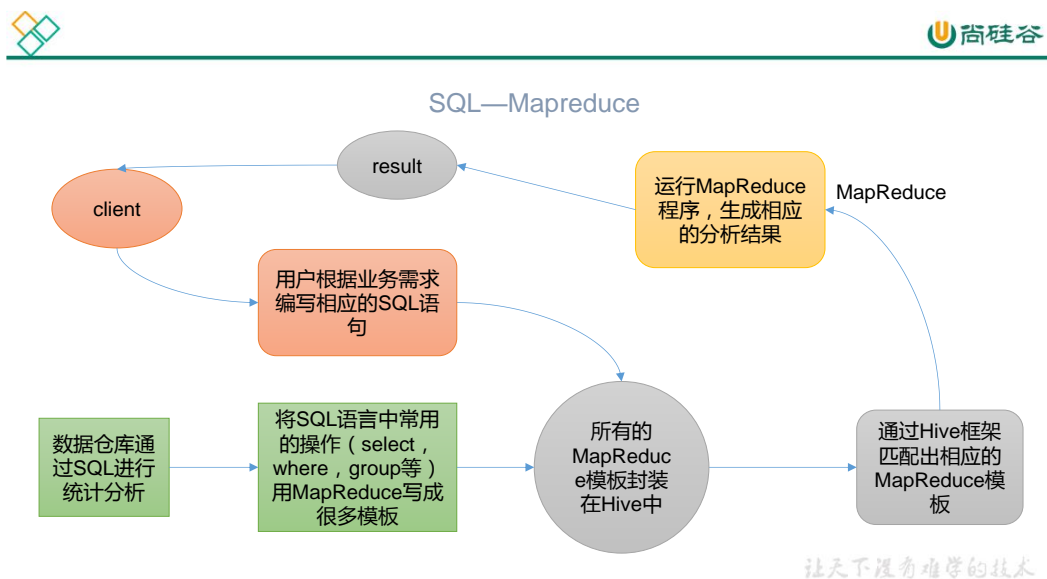 尚硅谷
SQL—Mapreduce
result
client
运行MapReduce
程序，生成相应
的分析结果
MapReduce
用户根据业务需求
编写相应的SQL语
句
数据仓库通
过SQL进行
统计分析
将SQL语言中常用
的操作（select，
where，group等）
用MapReduce写成
很多模板
所有的
MapReduc
e模板封装
在Hive中
通过Hive框架
匹配出相应的
MapReduce模
板
让天下没有难学的技术